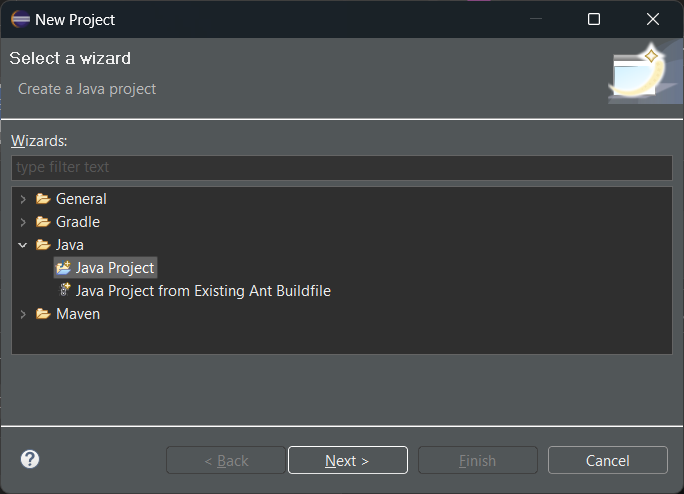 New Project
Select a wizard
Create a Java project
Wizards:
type filter text
General
Gradle
Java
Java Project
Java Project from Existing Ant Buildfile
Maven
? < Back Next > Finish Cancel